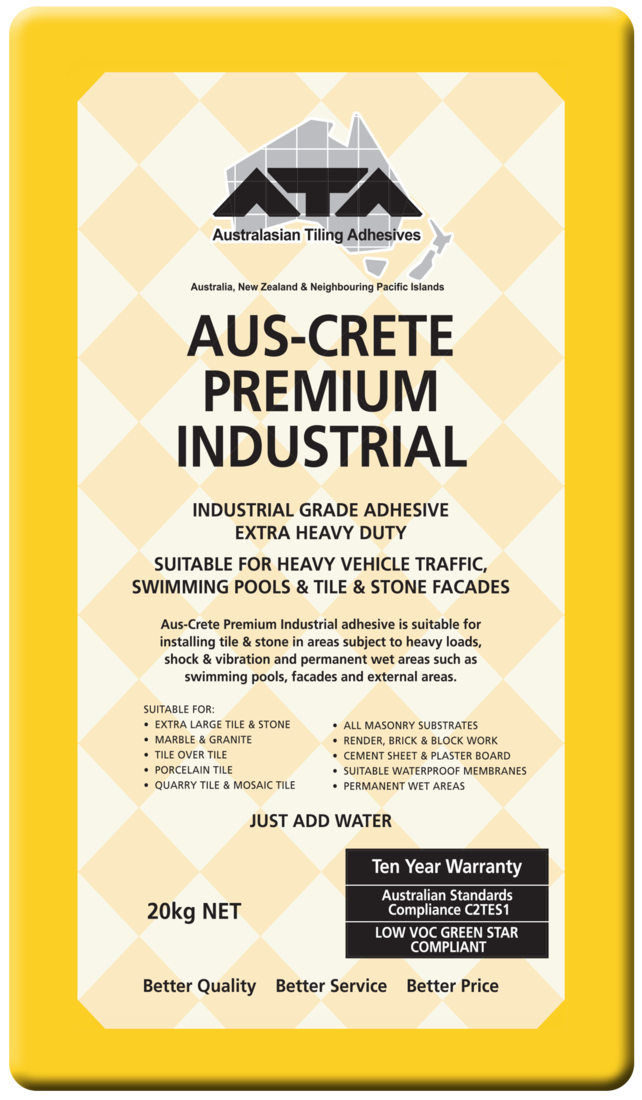 ATA
Australasian Tiling Adhesives
Australia, New Zealand & Neighbouring Pacific Islands
AUS-CRETE
PREMIUM
INDUSTRIAL
INDUSTRIAL GRADE ADHESIVE
EXTRA HEAVY DUTY
SUITABLE FOR HEAVY VEHICLE TRAFFIC,
SWIMMING POOLS & TILE & STONE FACADES
Aus-Crete Premium Industrial adhesive is suitable for
installing tile & stone in areas subject to heavy loads,
shock & vibration and permanent wet areas such as
swimming pools, facades and external areas.
SUITABLE FOR:
• EXTRA LARGE TILE & STONE
• MARBLE & GRANITE
• TILE OVER TILE
• PORCELAIN TILE
• QUARRY TILE & MOSAIC TILE
• ALL MASONRY SUBSTRATES
• RENDER, BRICK & BLOCK WORK
• CEMENT SHEET & PLASTER BOARD
• SUITABLE WATERPROOF MEMBRANES
• PERMANENT WET AREAS
JUST ADD WATER
20kg NET
Ten Year Warranty
Australian Standards
Compliance C2TES1
LOW VOC GREEN STAR
COMPLIANT
Better Quality Better Service Better Price